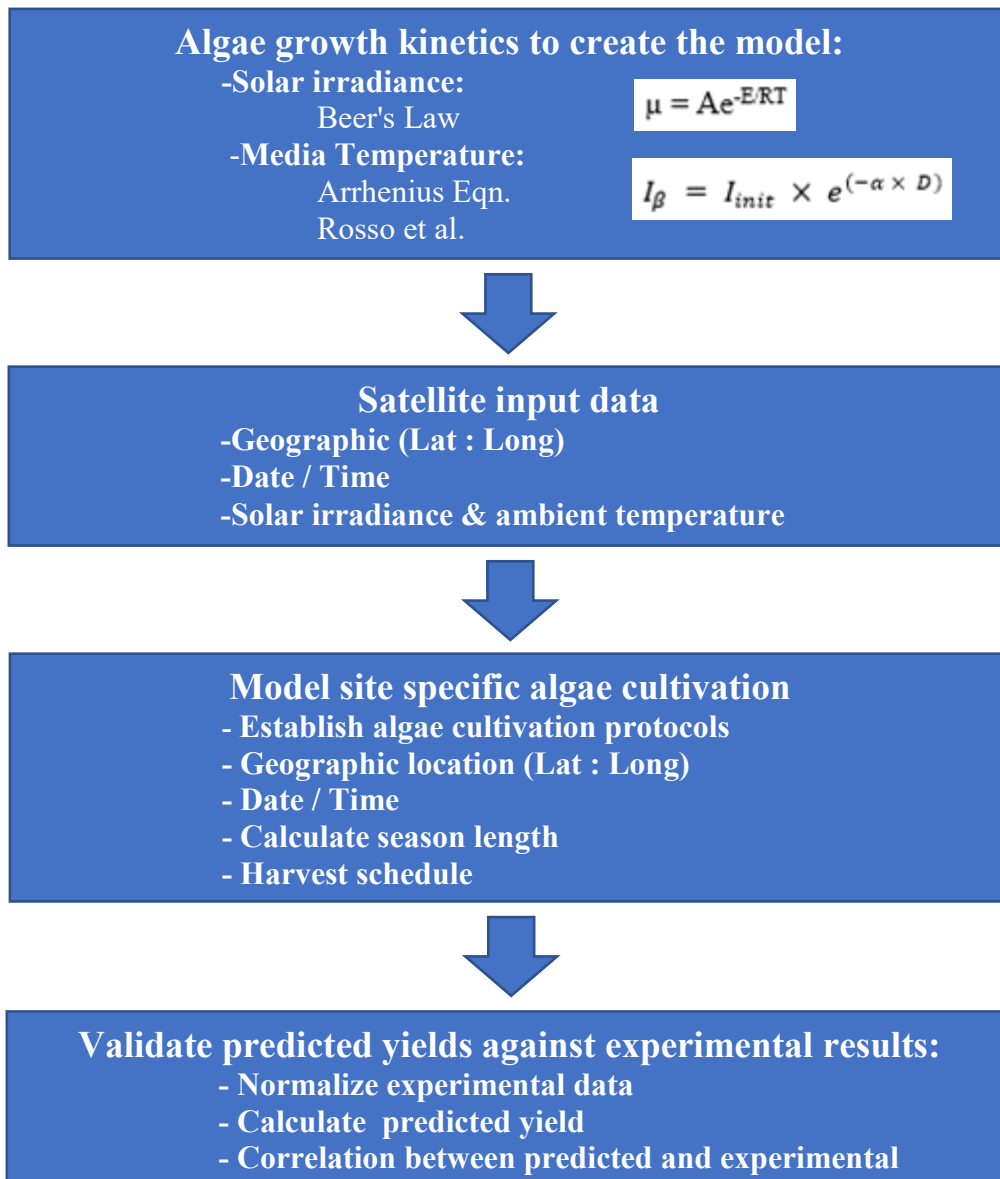 Algae growth kinetics to create the model:
-Solar irradiance:
Beer's Law
μ = Ae^-E/RT
-Media Temperature:
Arrhenius Eqn.
I_β = I_init × e^(-α × D)
Rosso et al.
Satellite input data
-Geographic (Lat : Long)
-Date / Time
-Solar irradiance & ambient temperature
Model site specific algae cultivation
- Establish algae cultivation protocols
- Geographic location (Lat : Long)
- Date / Time
- Calculate season length
- Harvest schedule
Validate predicted yields against experimental results:
- Normalize experimental data
- Calculate predicted yield
- Correlation between predicted and experimental